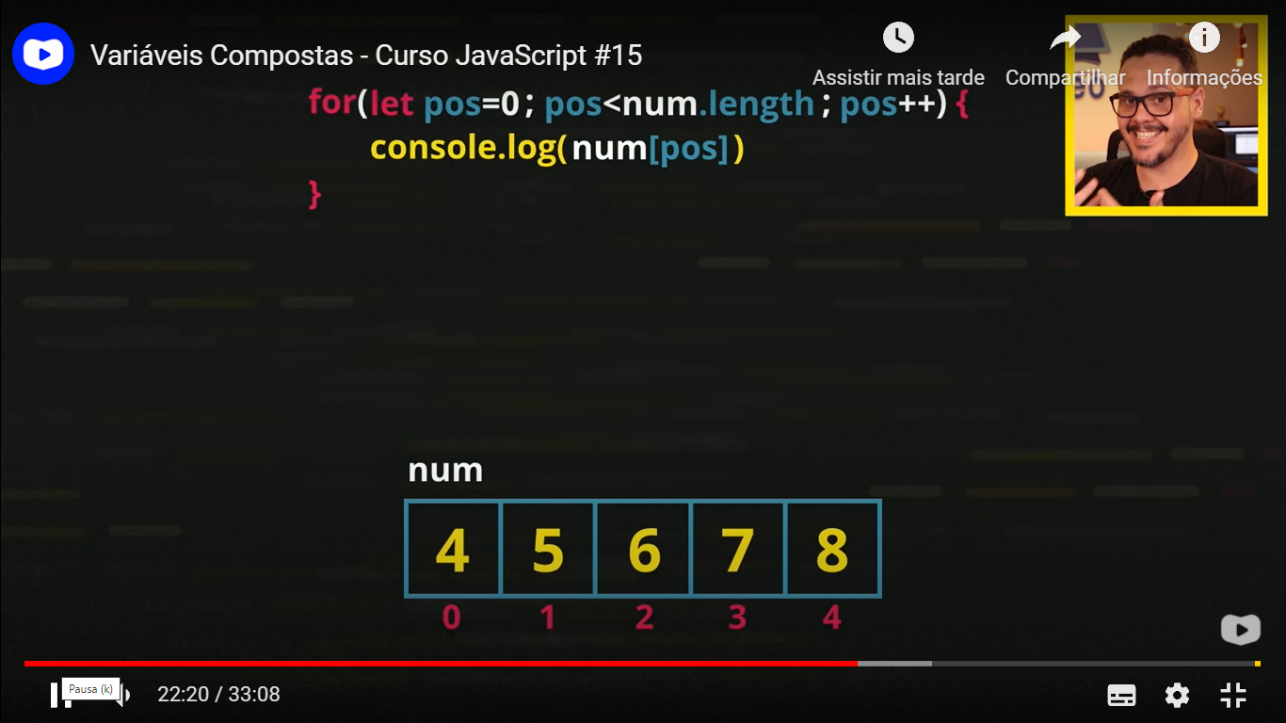 Variáveis Compostas - Curso JavaScript #15
Assistir mais tarde
Compartilhar
Informações
for(let pos=0; pos<num.length; pos++) {
console.log(num[pos])
}
num
4 5 6 7 8
0 1 2 3 4
Pausa (k)
22:20 / 33:08